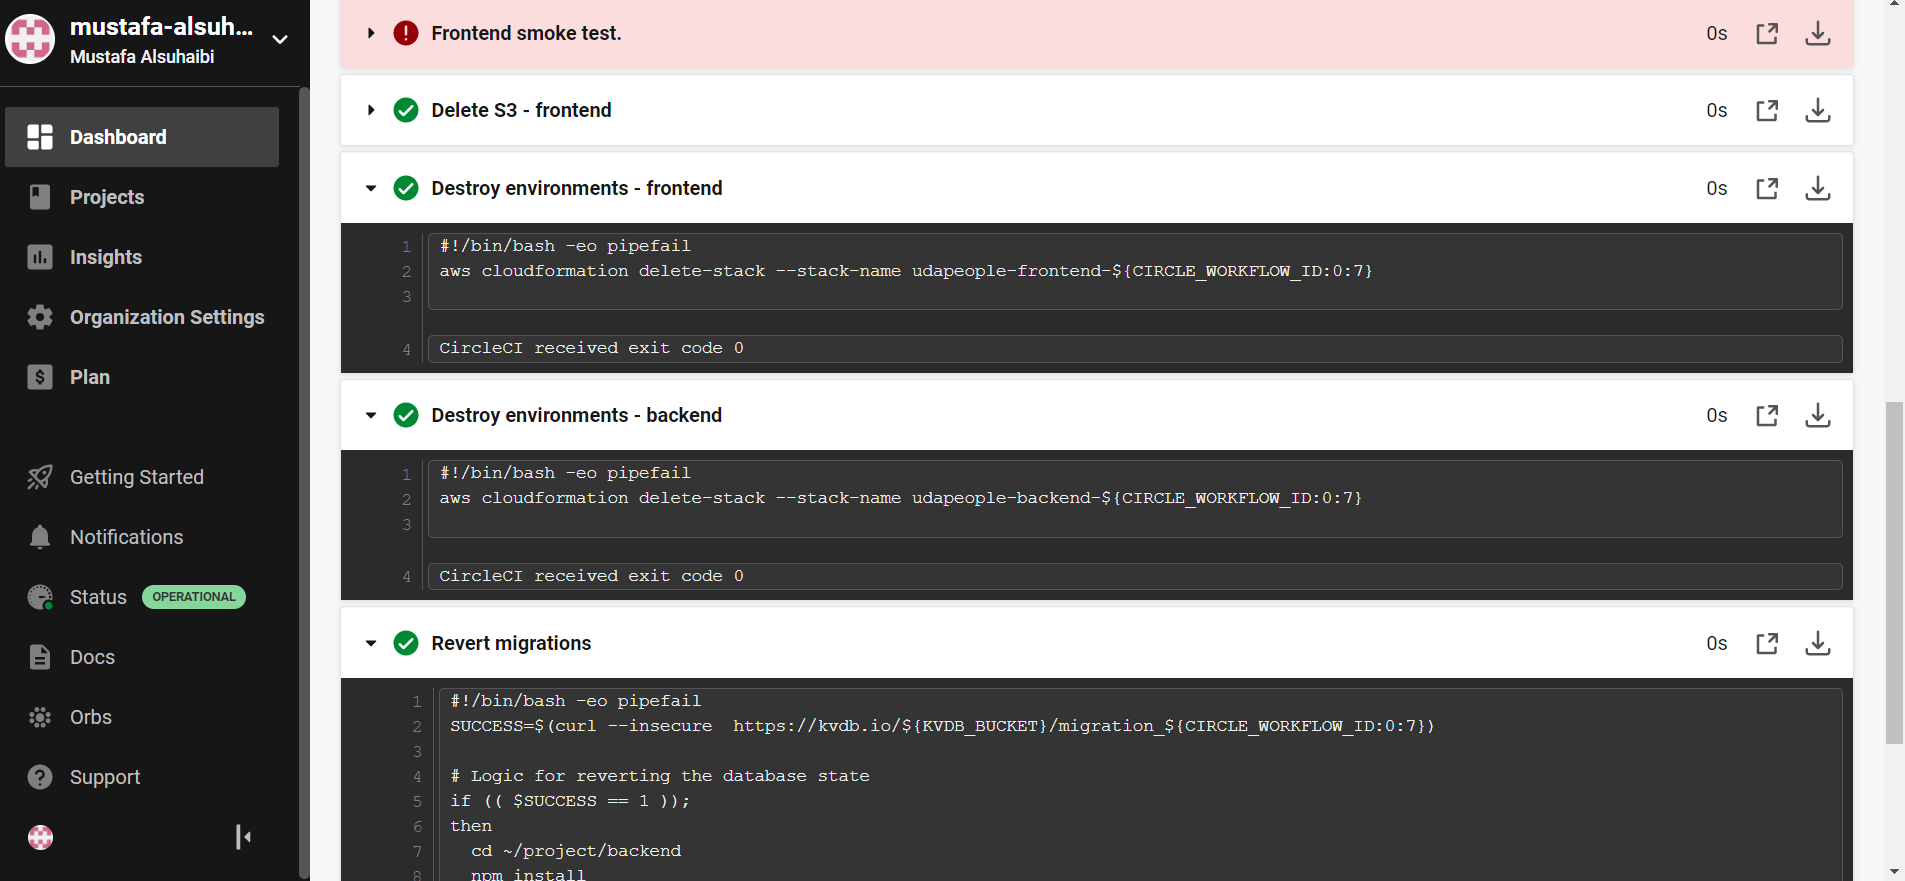 mustafa-alsuh...
Mustafa Alsuhaibi
Dashboard
Projects
Insights
Organization Settings
Plan
Getting Started
Notifications
Status OPERATIONAL
Docs
Orbs
Support
Frontend smoke test. 0s
Delete S3 - frontend 0s
Destroy environments - frontend 0s
1 #!/bin/bash -eo pipefail
2 aws cloudformation delete-stack --stack-name udapeople-frontend-${CIRCLE_WORKFLOW_ID:0:7}
3
4 CircleCI received exit code 0
Destroy environments - backend 0s
1 #!/bin/bash -eo pipefail
2 aws cloudformation delete-stack --stack-name udapeople-backend-${CIRCLE_WORKFLOW_ID:0:7}
3
4 CircleCI received exit code 0
Revert migrations 0s
1 #!/bin/bash -eo pipefail
2 SUCCESS=$(curl --insecure  https://kvdb.io/${KVDB_BUCKET}/migration_${CIRCLE_WORKFLOW_ID:0:7})
3
4 # Logic for reverting the database state
5 if (( $SUCCESS == 1 ));
6 then
7   cd ~/project/backend
8   npm install